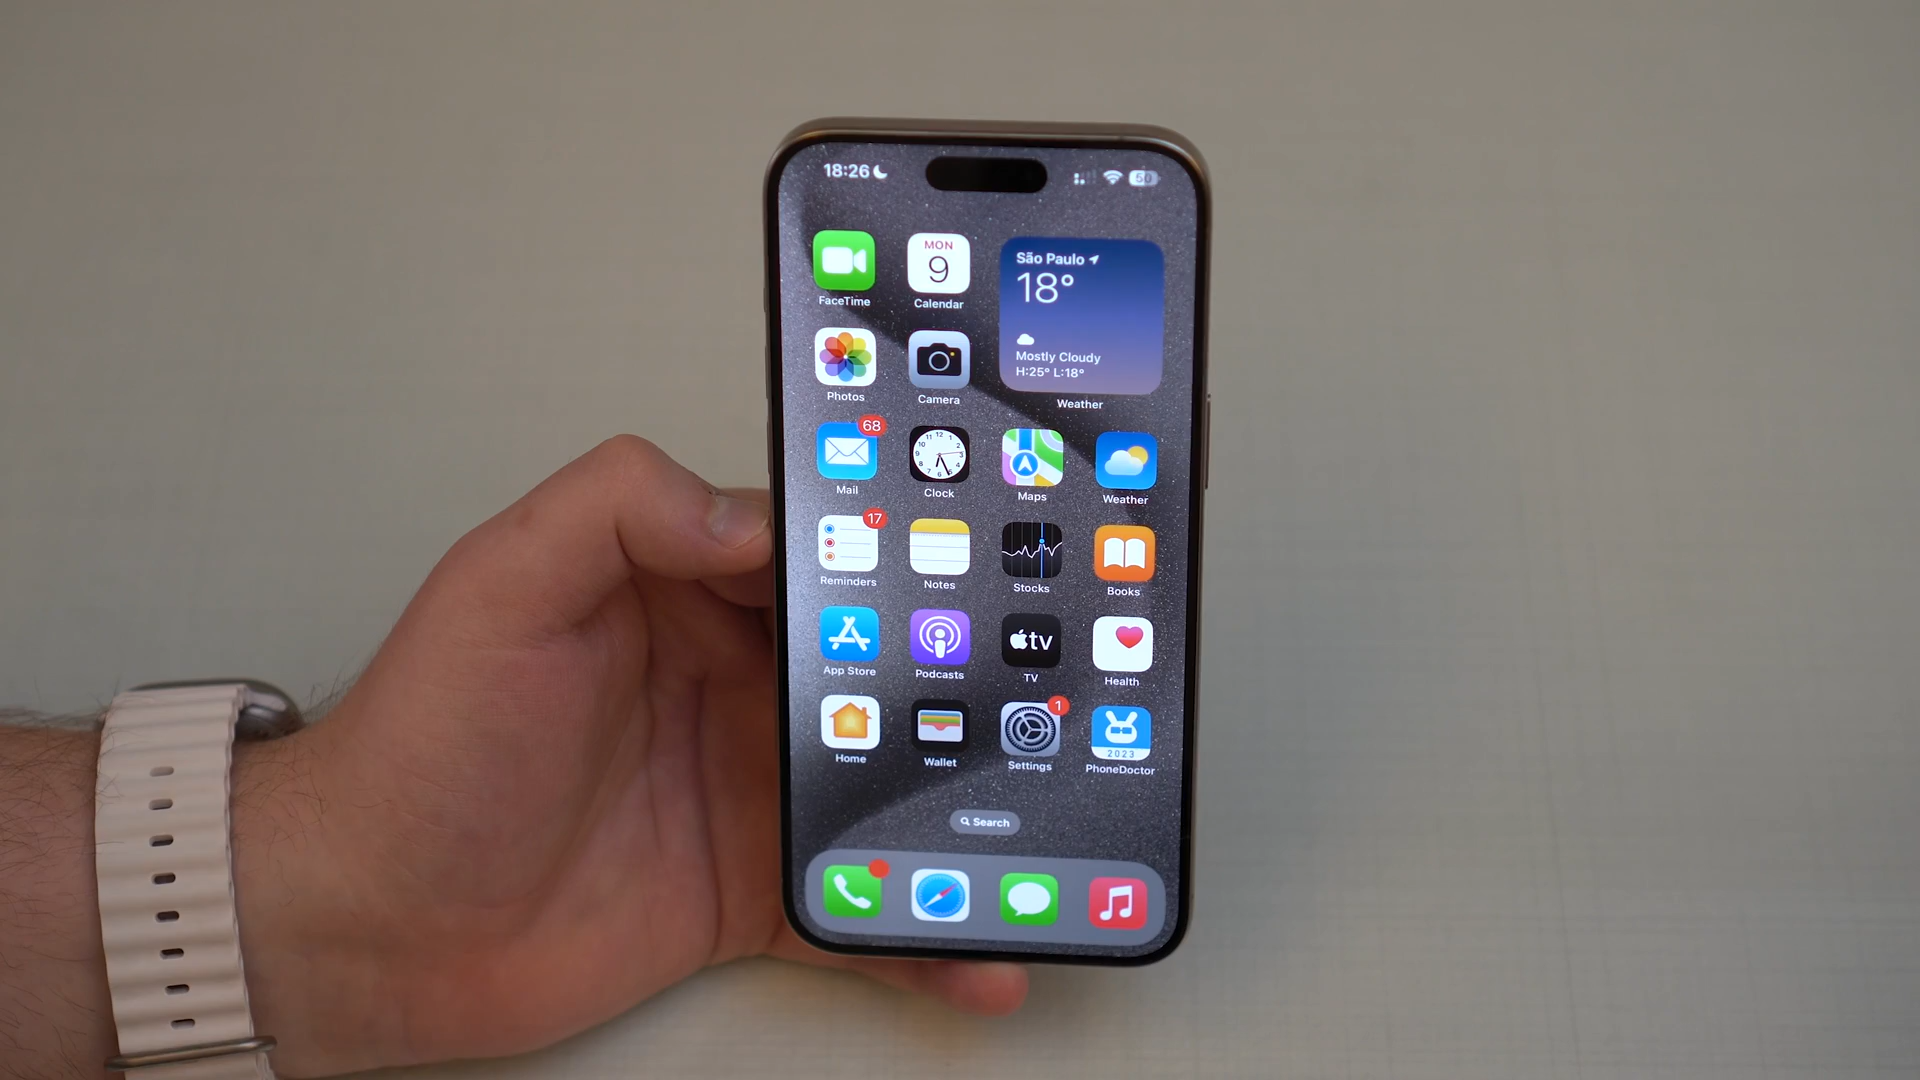 18:26
50
FaceTime
MON
9
Calendar
São Paulo
18°
Mostly Cloudy
H:25° L:18°
Weather
Photos
Camera
68
Mail
12
Clock
Maps
Weather
17
Reminders
Notes
Stocks
Books
App Store
Podcasts
tv
TV
Health
Home
Wallet
1
Settings
2023
PhoneDoctor
Search